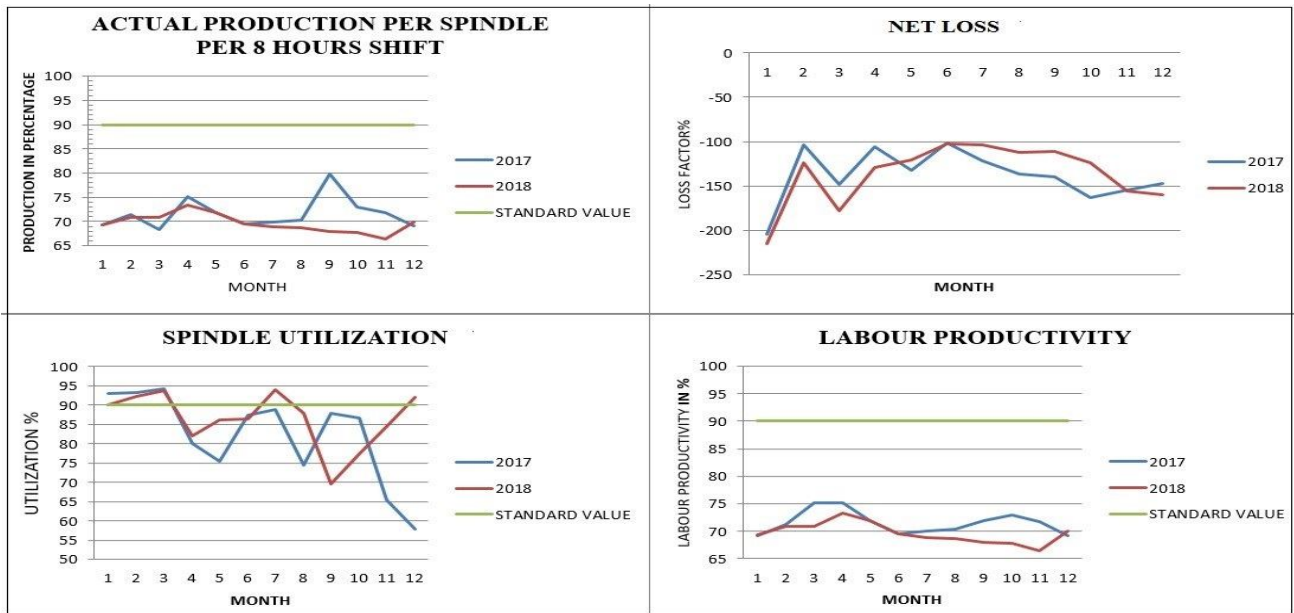 ACTUAL PRODUCTION PER SPINDLE
PER 8 HOURS SHIFT
PRODUCTION IN PERCENTAGE
100
95
90
85
80
75
70
65
1 2 3 4 5 6 7 8 9 10 11 12
MONTH
2017
2018
STANDARD VALUE
NET LOSS
LOSS FACTOR%
0
-50
-100
-150
-200
-250
1 2 3 4 5 6 7 8 9 10 11 12
MONTH
2017
2018
SPINDLE UTILIZATION
UTILIZATION %
100
95
90
85
80
75
70
65
60
55
50
1 2 3 4 5 6 7 8 9 10 11 12
MONTH
2017
2018
STANDARD VALUE
LABOUR PRODUCTIVITY
LABOUR PRODUCTIVITY IN %
100
95
90
85
80
75
70
65
1 2 3 4 5 6 7 8 9 10 11 12
MONTH
2017
2018
STANDARD VALUE